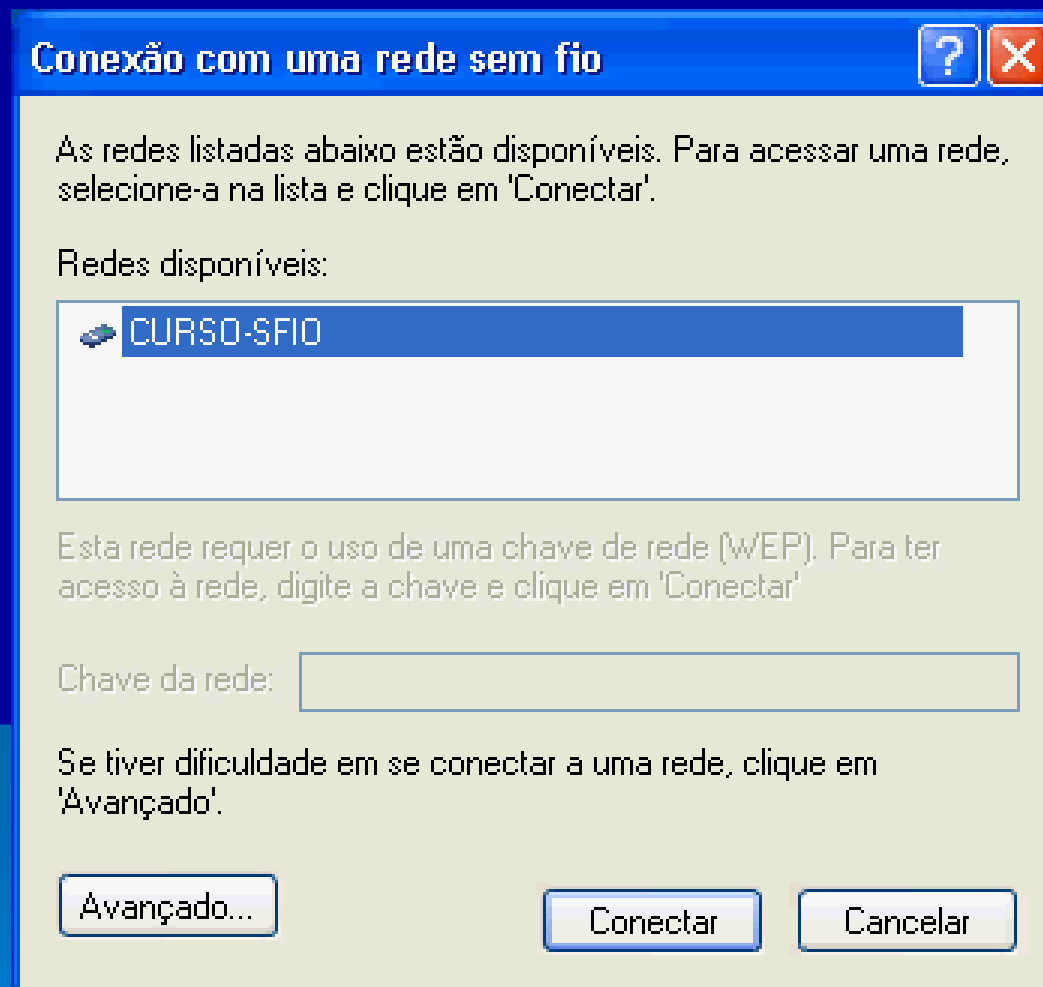 Conexão com uma rede sem fio
As redes listadas abaixo estão disponíveis. Para acessar uma rede,
selecione-a na lista e clique em 'Conectar'.
Redes disponíveis:
CURSO-SFIO
Esta rede requer o uso de uma chave de rede (WEP). Para ter
acesso à rede, digite a chave e clique em 'Conectar'
Chave da rede:
Se tiver dificuldade em se conectar a uma rede, clique em
'Avançado'.
Avançado...
Conectar
Cancelar